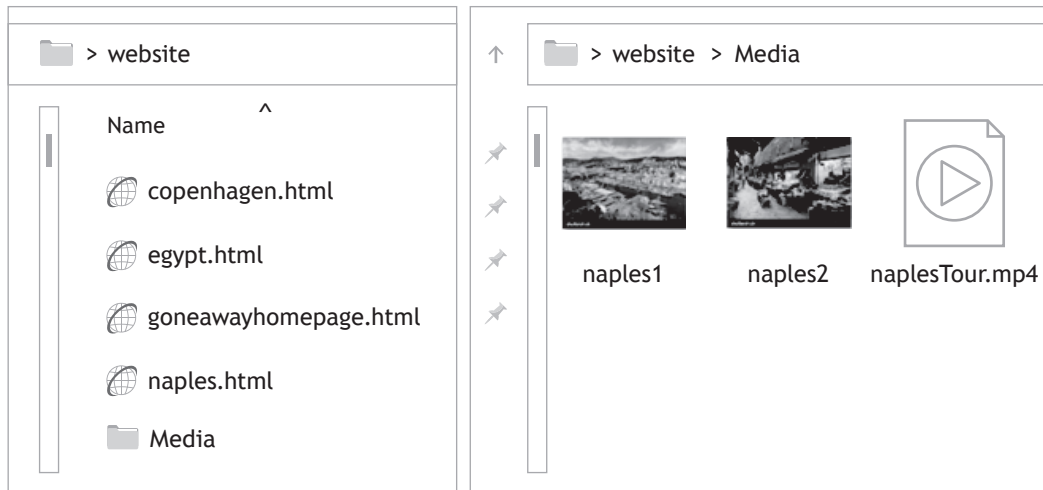 > website
Name
^
copenhagen.html
egypt.html
goneawayhomepage.html
naples.html
Media
> website > Media
naples1
naples2
naplesTour.mp4